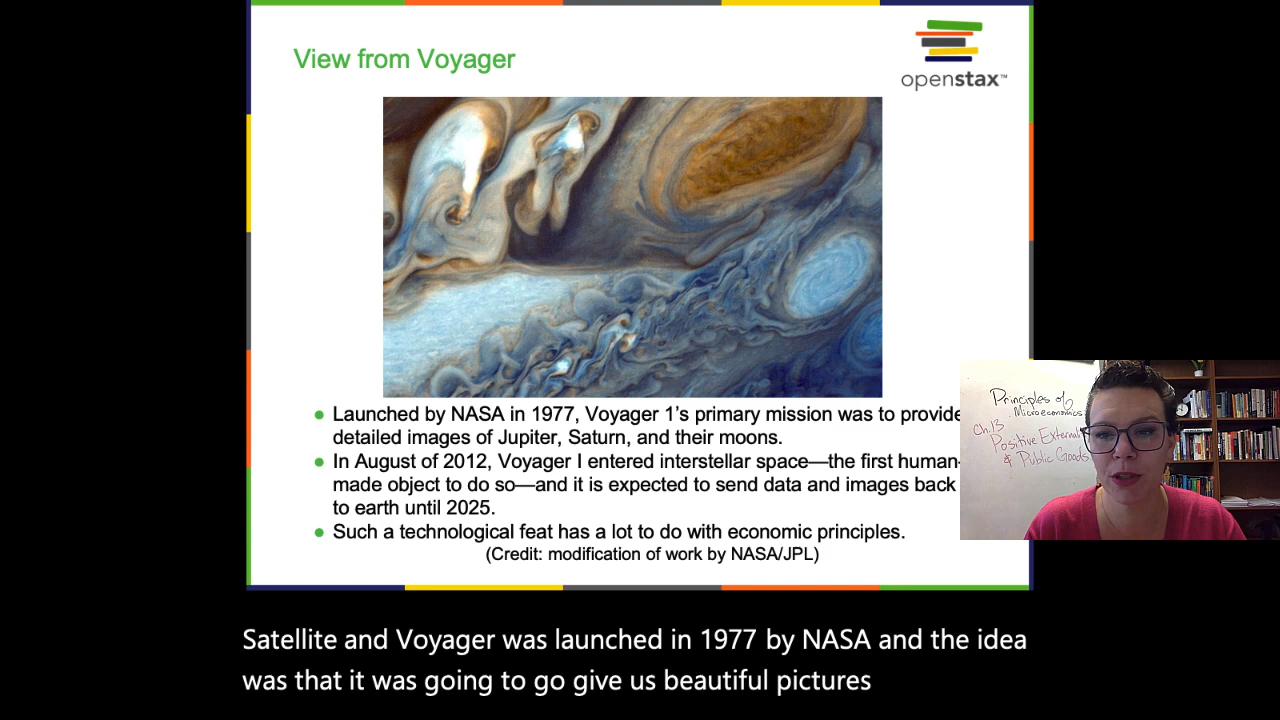 View from Voyager
openstax™
● Launched by NASA in 1977, Voyager 1's primary mission was to provide
detailed images of Jupiter, Saturn, and their moons.
● In August of 2012, Voyager I entered interstellar space—the first human-
made object to do so—and it is expected to send data and images back
to earth until 2025.
● Such a technological feat has a lot to do with economic principles.
(Credit: modification of work by NASA/JPL)
Principles of
Microeconomics
Ch.13
Positive
& Public Goods
Satellite and Voyager was launched in 1977 by NASA and the idea
was that it was going to go give us beautiful pictures